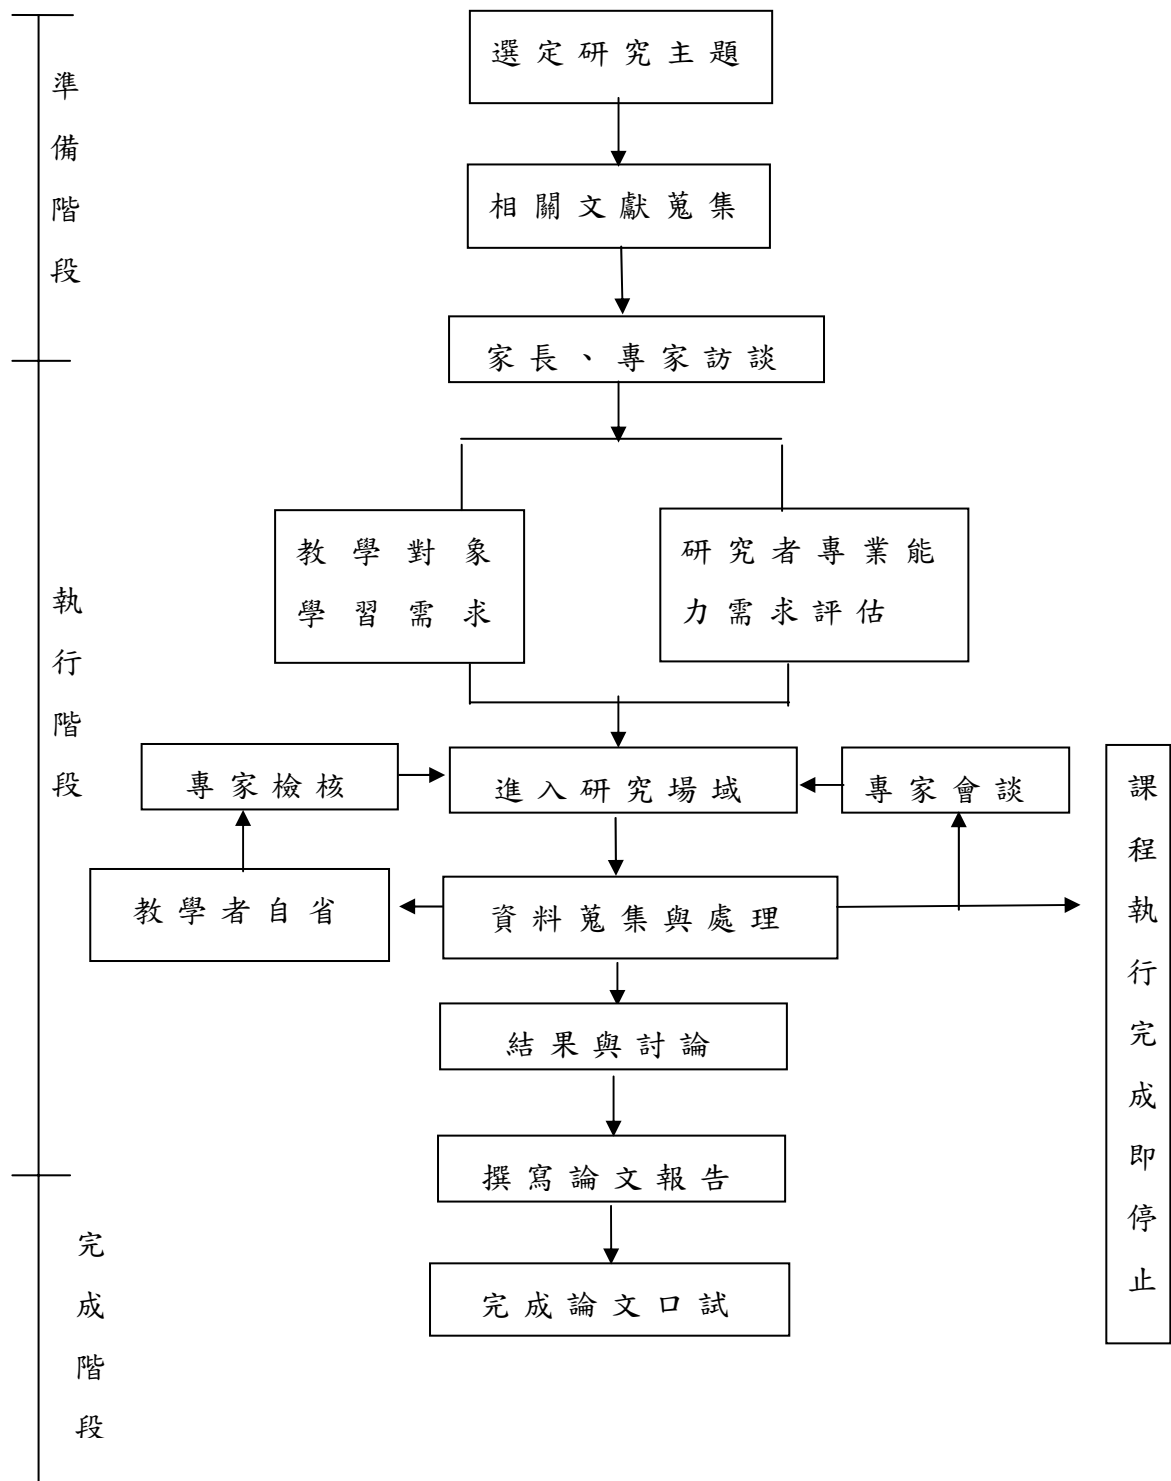 準備階段
選定研究主題
相關文獻蒐集
家長、專家訪談
執行階段
教學對象
學習需求
研究者專業能
力需求評估
專家檢核
進入研究場域
專家會談
教學者自省
資料蒐集與處理
課程執行完成即停止
結果與討論
撰寫論文報告
完成階段
完成論文口試